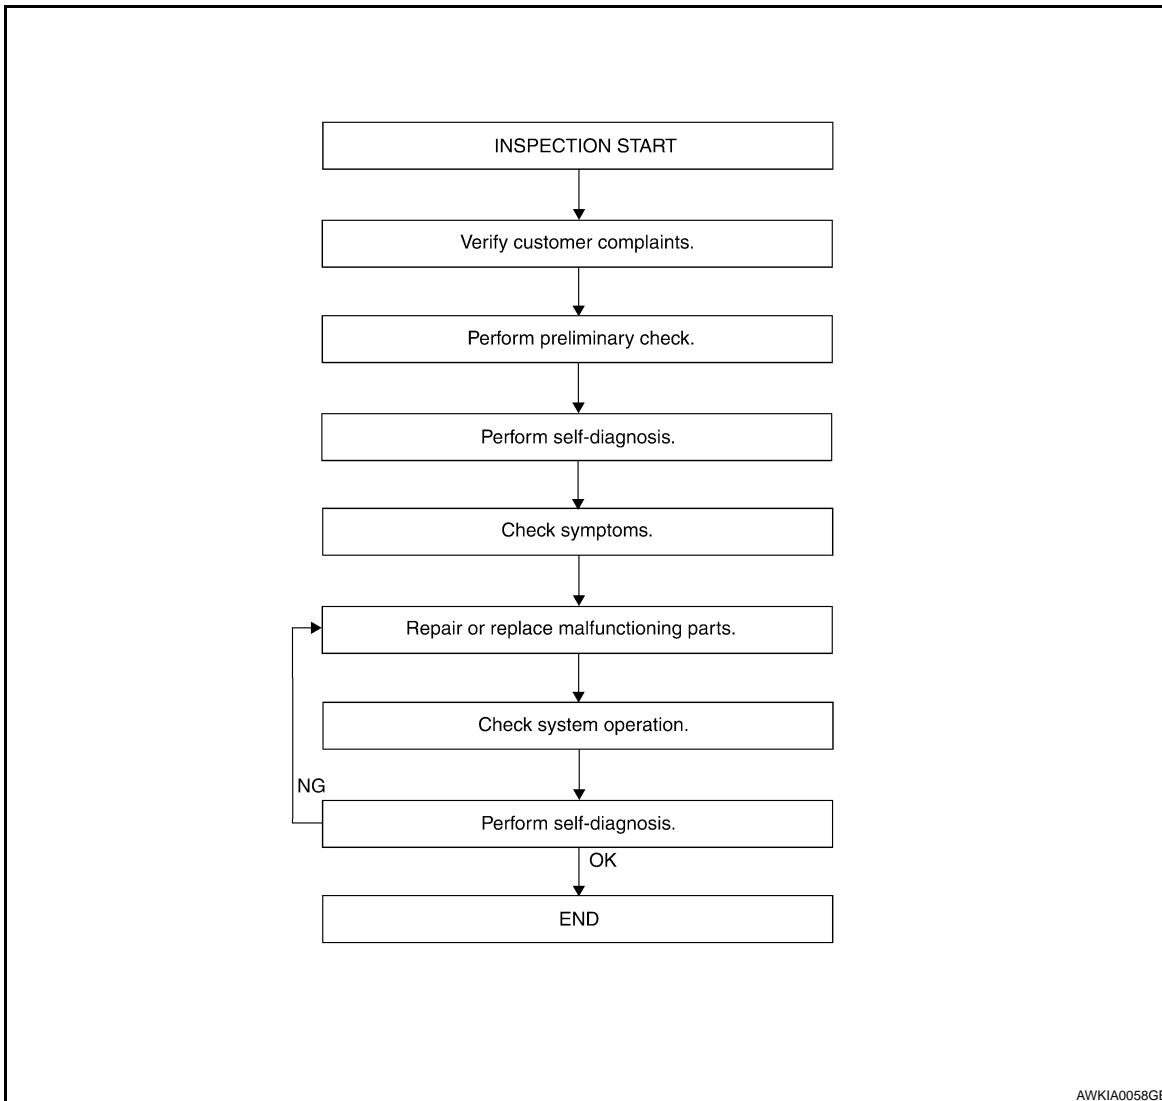 INSPECTION START
Verify customer complaints.
Perform preliminary check.
Perform self-diagnosis.
Check symptoms.
Repair or replace malfunctioning parts.
Check system operation.
NG
Perform self-diagnosis.
OK
END